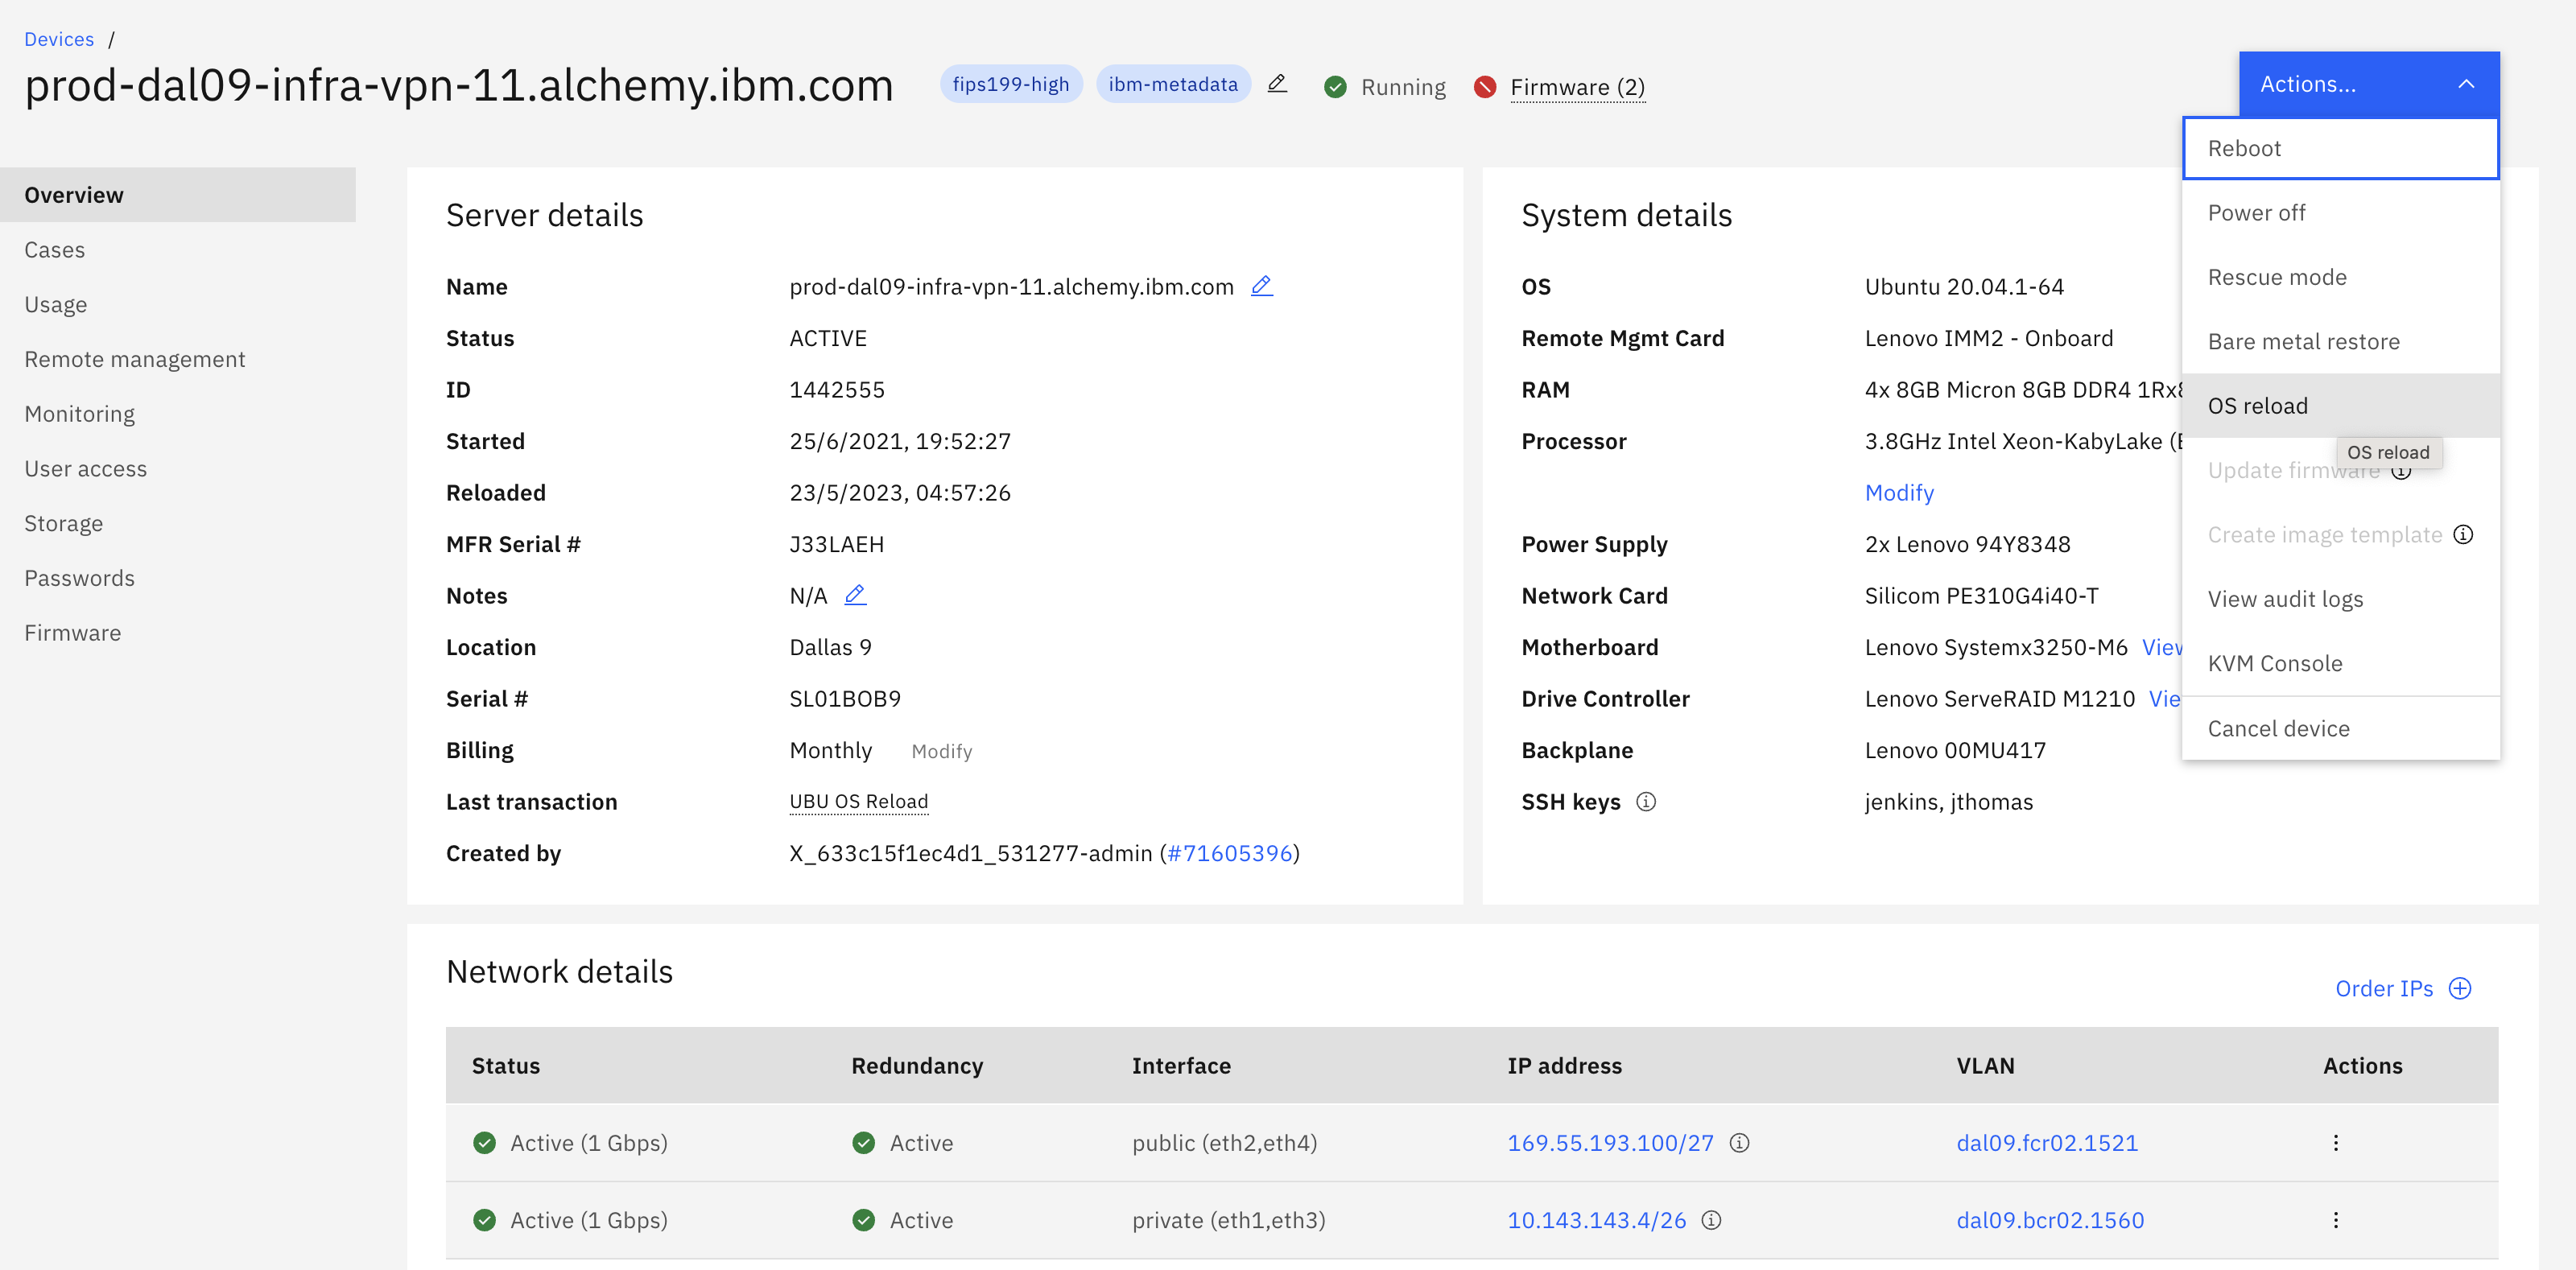 Devices /
prod-dal09-infra-vpn-11.alchemy.ibm.com
fips199-high
ibm-metadata
Running
Firmware (2)
Actions...
Reboot
Power off
Rescue mode
Bare metal restore
OS reload
OS reload
Update firmware
Create image template
View audit logs
KVM Console
Cancel device
Overview
Cases
Usage
Remote management
Monitoring
User access
Storage
Passwords
Firmware
Server details
Name prod-dal09-infra-vpn-11.alchemy.ibm.com
Status ACTIVE
ID 1442555
Started 25/6/2021, 19:52:27
Reloaded 23/5/2023, 04:57:26
MFR Serial # J33LAEH
Notes N/A
Location Dallas 9
Serial # SL01BOB9
Billing Monthly Modify
Last transaction UBU OS Reload
Created by X_633c15f1ec4d1_531277-admin (#71605396)
System details
OS Ubuntu 20.04.1-64
Remote Mgmt Card Lenovo IMM2 - Onboard
RAM 4x 8GB Micron 8GB DDR4
Processor 3.8GHz Intel Xeon-KabyLake
Modify
Power Supply 2x Lenovo 94Y8348
Network Card Silicom PE310G4i40-T
Motherboard Lenovo Systemx3250-M6 View
Drive Controller Lenovo ServeRAID M1210
Backplane Lenovo 00MU417
SSH keys jenkins, jthomas
Network details
Order IPs
Status Redundancy Interface IP address VLAN Actions
Active (1 Gbps) Active public (eth2,eth4) 169.55.193.100/27 dal09.fcr02.1521
Active (1 Gbps) Active private (eth1,eth3) 10.143.143.4/26 dal09.bcr02.1560